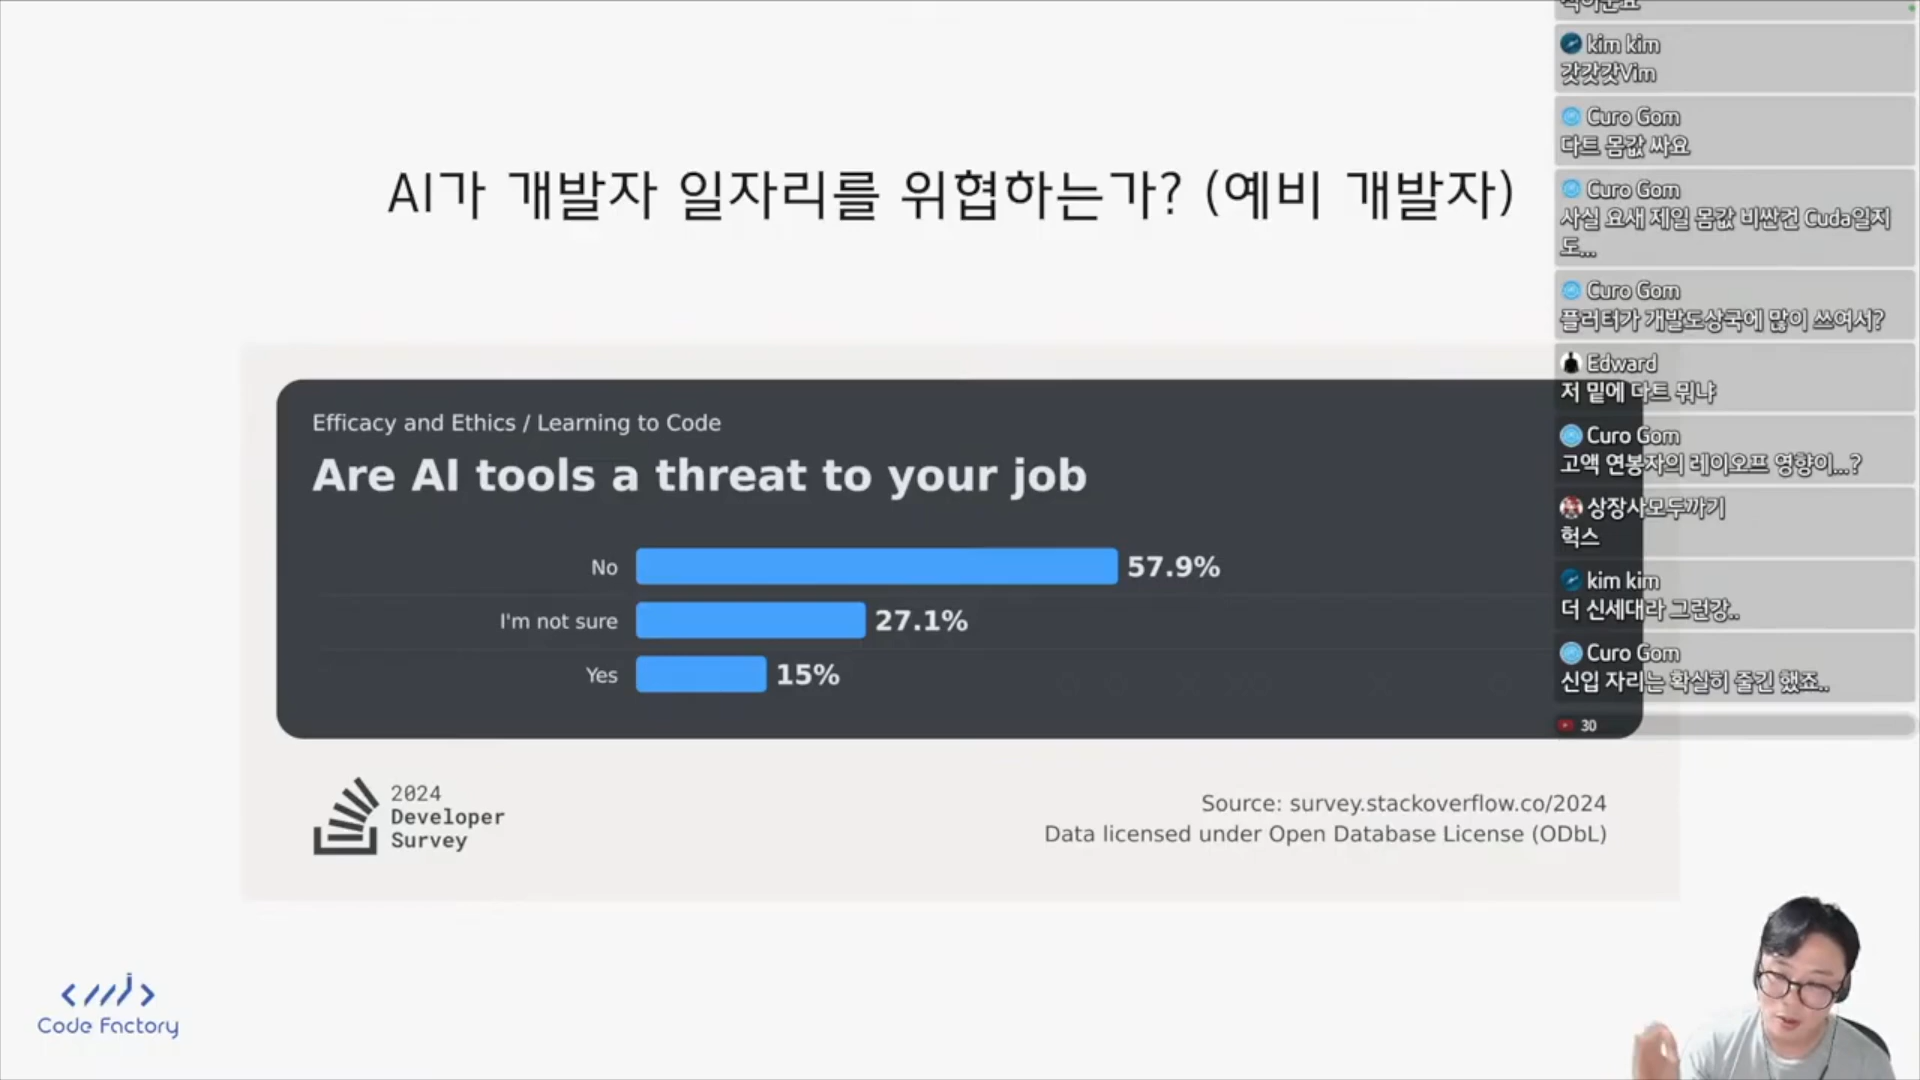 AI가 개발자 일자리를 위협하는가? (예비 개발자)
Efficacy and Ethics / Learning to Code
Are AI tools a threat to your job
No 57.9%
I'm not sure 27.1%
Yes 15%
2024
Developer
Survey
Source: survey.stackoverflow.co/2024
Data licensed under Open Database License (ODbL)
Code Factory
kim kim
갓갓갓Vim
Curo Gom
다트 몸값 싸요
Curo Gom
사실 요새 제일 몸값 비싼건 Cuda일지
도...
Curo Gom
플러터가 개발도상국에 많이 쓰여서?
Edward
저 밑에 다트 뭐냐
Curo Gom
고액 연봉자의 레이오프 영향이...?
상장사모두까기
헉스
kim kim
더 신세대라 그런강..
Curo Gom
신입 자리는 확실히 줄긴 했죠..
30